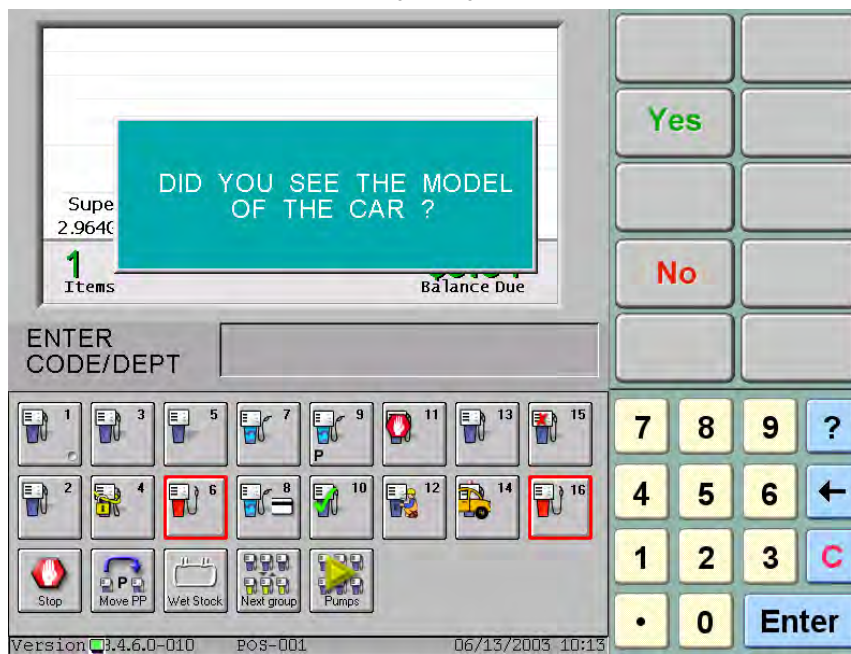 Yes
DID YOU SEE THE MODEL
OF THE CAR ?
Supe
2.964
1
Items
Balance Due
No
ENTER
CODE/DEPT
1 3 5 7 9 11 13 15
P
7 8 9 ?
2 4 6 8 10 12 14 16
4 5 6 ←
P
Stop Move PP Wet Stock Next group Pumps
1 2 3 C
• 0 Enter
Version 3.4.6.0-010 POS-001 06/13/2003 10:13